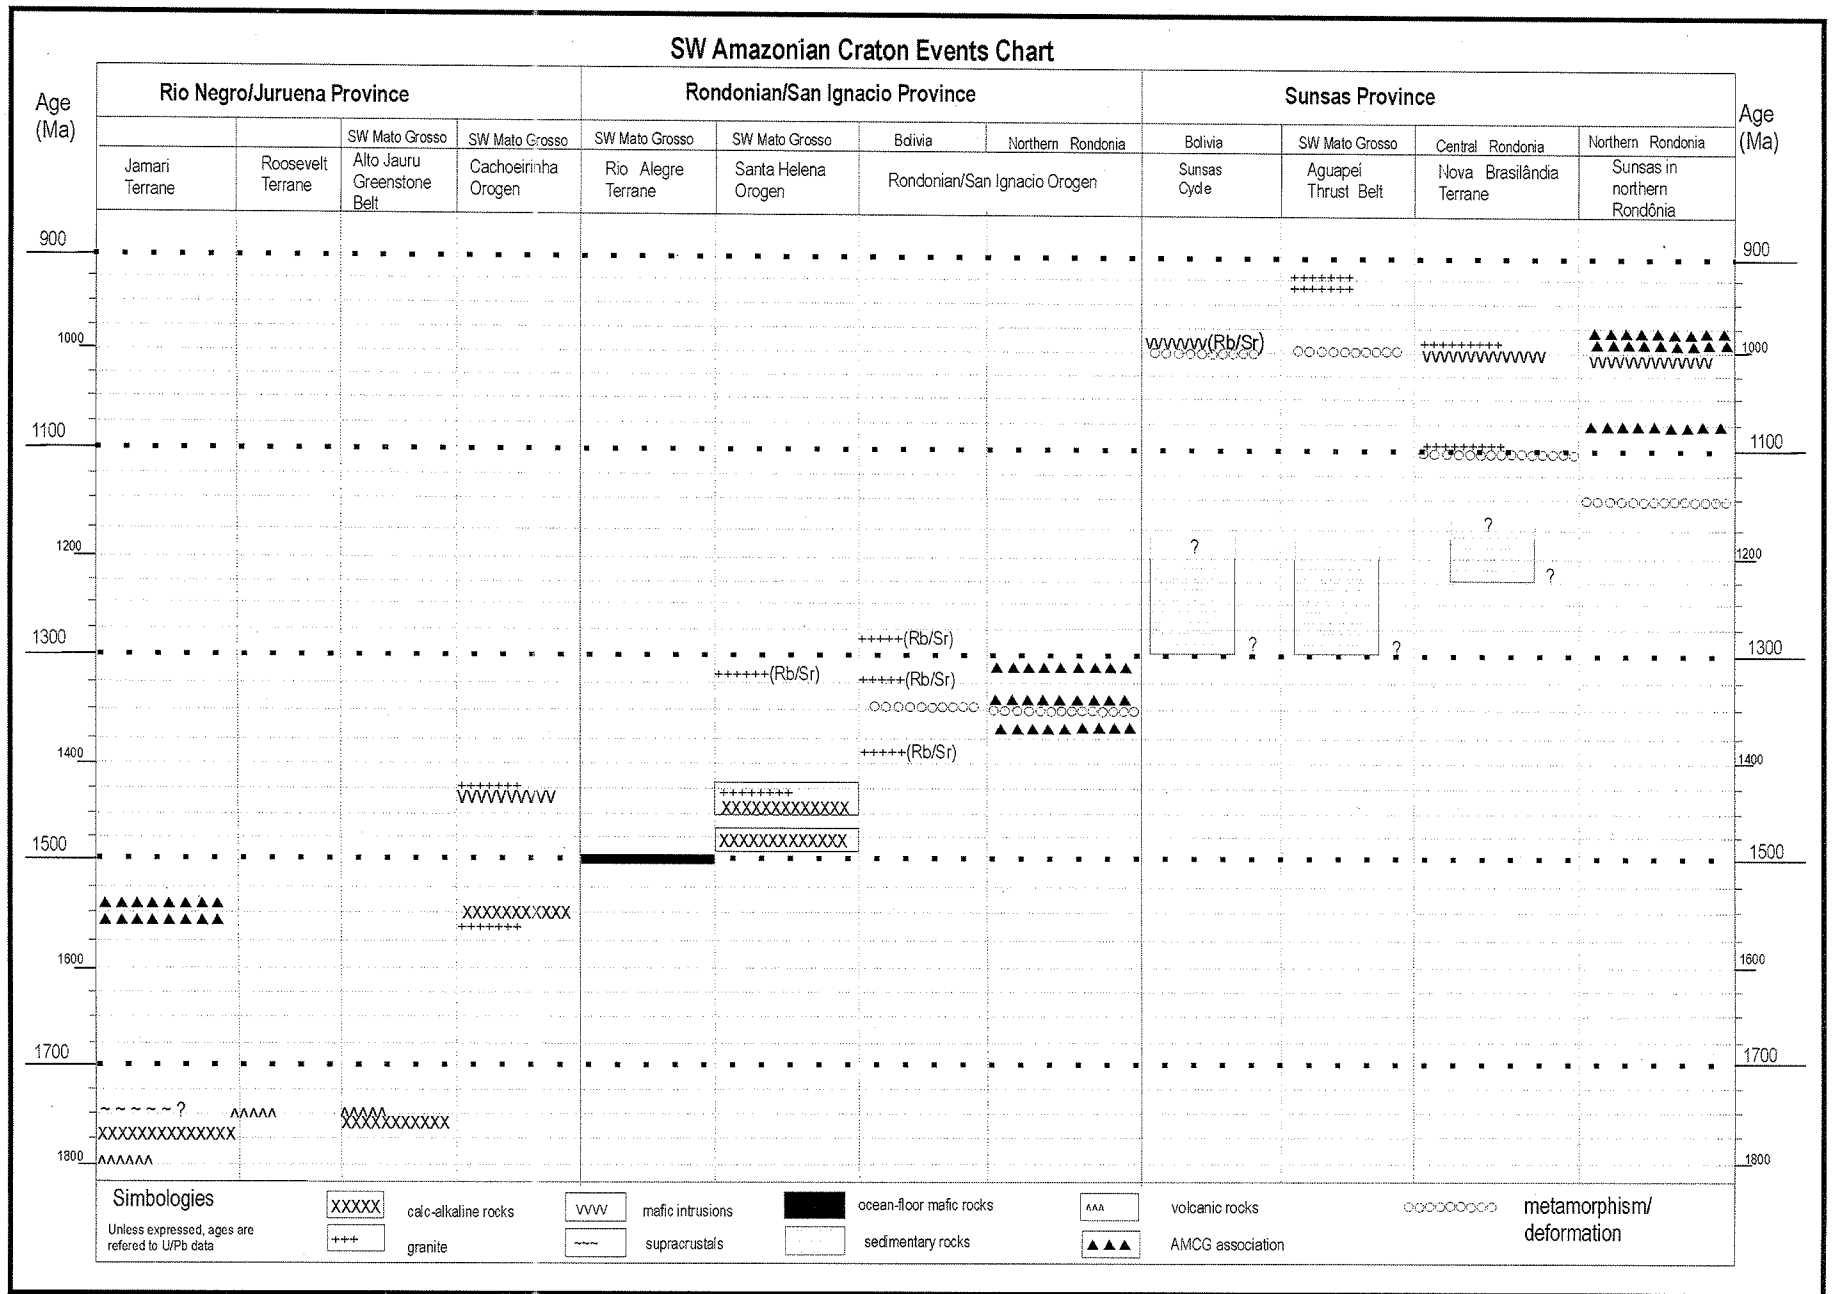 SW Amazonian Craton Events Chart
Age
(Ma)
Rio Negro/Juruena Province
Rondonian/San Ignacio Province
Sunsas Province
Age
(Ma)
SW Mato Grosso
SW Mato Grosso
SW Mato Grosso
SW Mato Grosso
Bolivia
Northern Rondonia
Bolivia
SW Mato Grosso
Central Rondonia
Northern Rondonia
Jamari
Terrane
Roosevelt
Terrane
Alto Jauru
Greenstone
Belt
Cachoeirinha
Orogen
Rio Alegre
Terrane
Santa Helena
Orogen
Rondonian/San Ignacio Orogen
Sunsas
Cycle
Aguapeí
Thrust Belt
Nova Brasilândia
Terrane
Sunsas in
northern
Rondônia
900
900
1000
(Rb/Sr)
1000
1100
1100
1200
?
?
?
1200
1300
(Rb/Sr)
?
?
1300
(Rb/Sr)
(Rb/Sr)
1400
(Rb/Sr)
1400
1500
1500
1600
1600
1700
1700
?
1800
1800
Simbologies
Unless expressed, ages are
refered to U/Pb data
calc-alkaline rocks
granite
mafic intrusions
supracrustals
ocean-floor mafic rocks
sedimentary rocks
volcanic rocks
AMCG association
metamorphism/
deformation